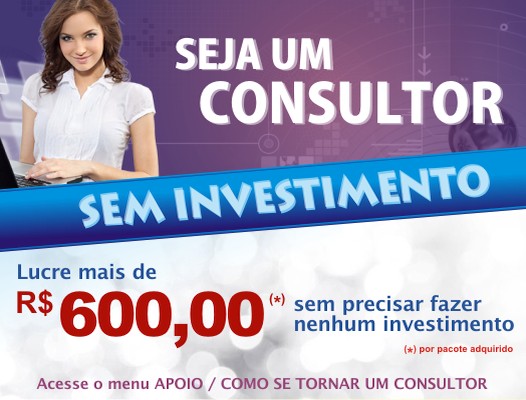 SEJA UM
CONSULTOR
SEM INVESTIMENTO
Lucre mais de
R$ 600,00 (*) sem precisar fazer
nenhum investimento
(*) por pacote adquirido
Acesse o menu APOIO / COMO SE TORNAR UM CONSULTOR